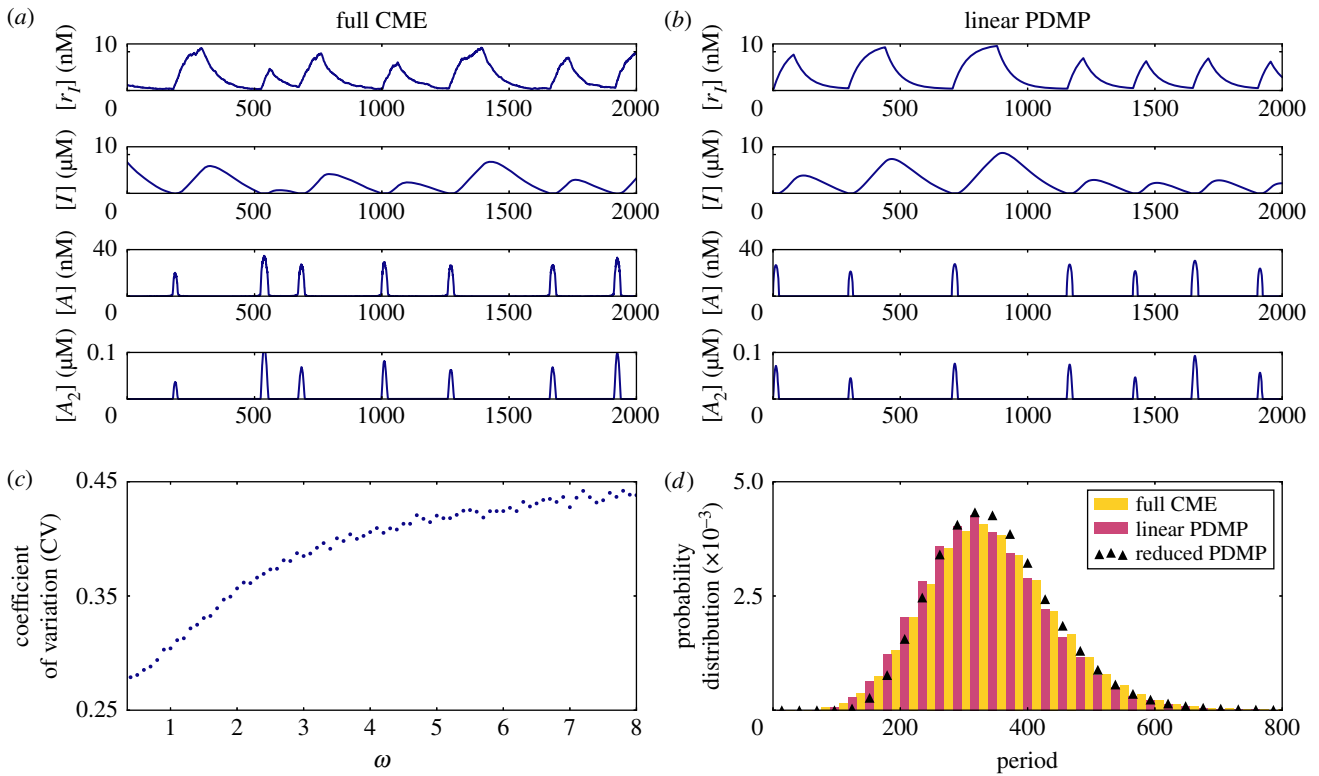 (a) full CME
10
[r1] (nM)
0 500 1000 1500 2000
10
[I] (µM)
0 500 1000 1500 2000
40
[A] (nM)
0 500 1000 1500 2000
0.1
[A2] (µM)
0 500 1000 1500 2000
(b) linear PDMP
10
[r1] (nM)
0 500 1000 1500 2000
10
[I] (µM)
0 500 1000 1500 2000
40
[A] (nM)
0 500 1000 1500 2000
0.1
[A2] (µM)
0 500 1000 1500 2000
(c)
0.45
0.35
0.25
coefficient
of variation (CV)
1 2 3 4 5 6 7 8
ω
(d)
5.0
2.5
probability
distribution (×10−3)
full CME
linear PDMP
reduced PDMP
0 200 400 600 800
period